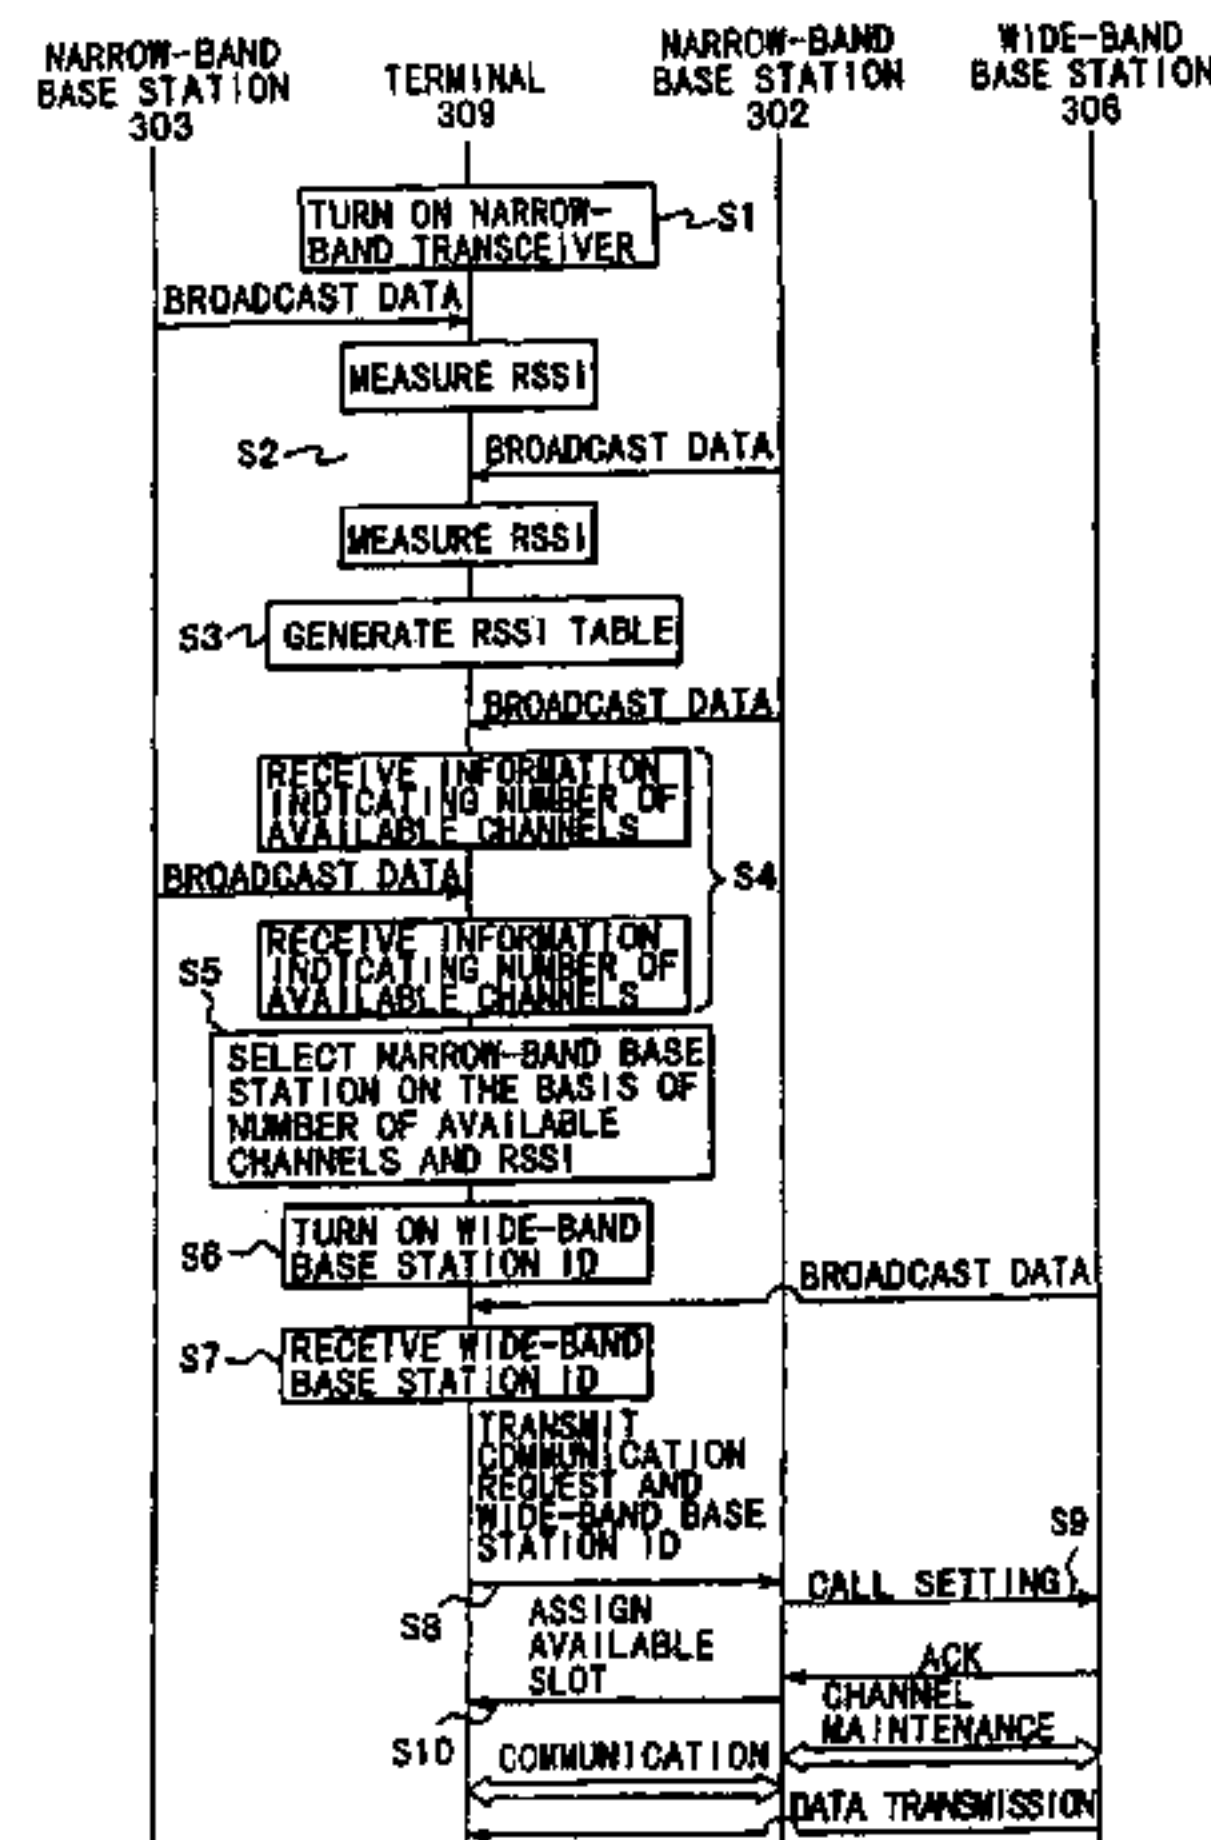 NARROW-BAND
BASE STATION
303
TERMINAL
309
NARROW-BAND
BASE STATION
302
WIDE-BAND
BASE STATION
306
TURN ON NARROW-
BAND TRANSCEIVER
S1
BROADCAST DATA
MEASURE RSSI
S2
BROADCAST DATA
MEASURE RSSI
S3
GENERATE RSSI TABLE
BROADCAST DATA
RECEIVE INFORMATION
INDICATING NUMBER OF
AVAILABLE CHANNELS
S4
BROADCAST DATA
RECEIVE INFORMATION
INDICATING NUMBER OF
AVAILABLE CHANNELS
S5
SELECT NARROW-BAND BASE
STATION ON THE BASIS OF
NUMBER OF AVAILABLE
CHANNELS AND RSSI
S6
TURN ON WIDE-BAND
BASE STATION ID
BROADCAST DATA
S7
RECEIVE WIDE-BAND
BASE STATION ID
TRANSMIT
COMMUNICATION
REQUEST AND
WIDE-BAND BASE
STATION ID
S9
CALL SETTING
S8
ASSIGN
AVAILABLE
SLOT
ACK
CHANNEL
MAINTENANCE
S10
COMMUNICATION
DATA TRANSMISSION